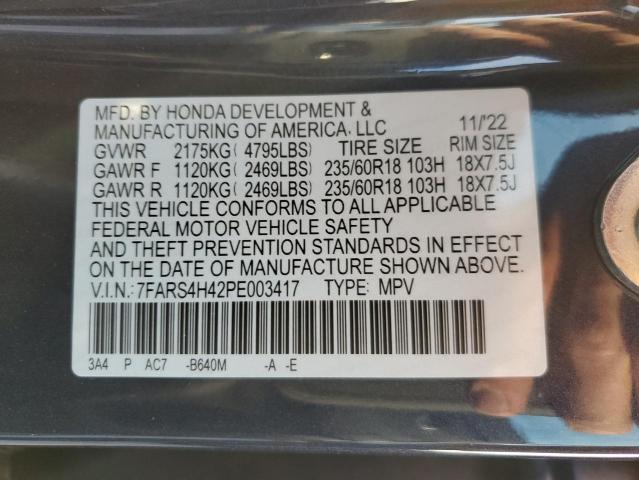 MFD. BY HONDA DEVELOPMENT &
MANUFACTURING OF AMERICA, LLC 11/'22
GVWR 2175KG( 4795LBS) TIRE SIZE RIM SIZE
GAWR F 1120KG( 2469LBS) 235/60R18 103H 18X7.5J
GAWR R 1120KG( 2469LBS) 235/60R18 103H 18X7.5J
THIS VEHICLE CONFORMS TO ALL APPLICABLE
FEDERAL MOTOR VEHICLE SAFETY
AND THEFT PREVENTION STANDARDS IN EFFECT
ON THE DATE OF MANUFACTURE SHOWN ABOVE.
V.I.N.:7FARS4H42PE003417 TYPE: MPV
3A4 P AC7 -B640M -A -E